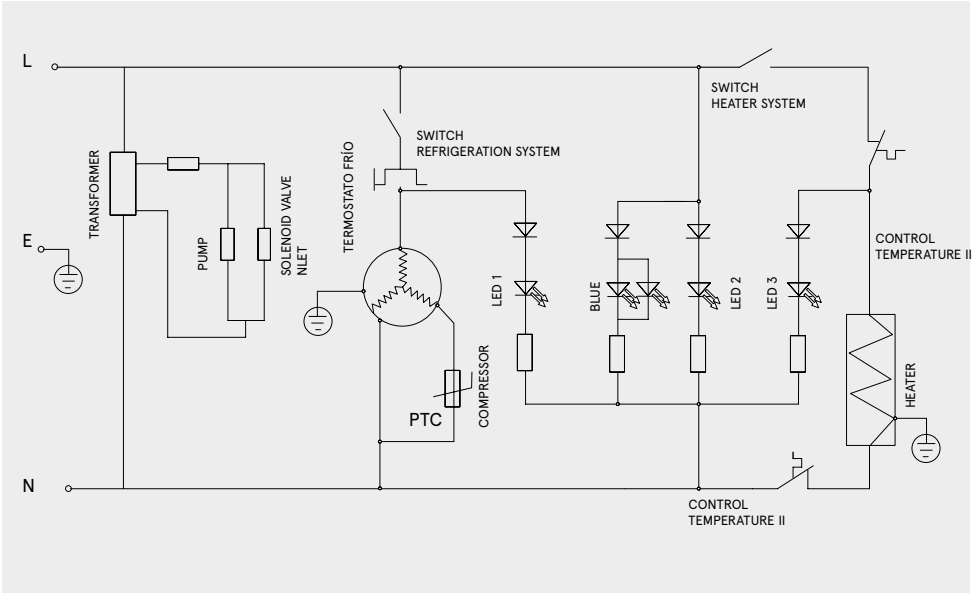 L
SWITCH
HEATER SYSTEM
SWITCH
REFRIGERATION SYSTEM
TRANSFORMER
TERMOSTATO FRÍO
E
PUMP
SOLENOID VALVE
NLET
CONTROL
TEMPERATURE II
LED 1
BLUE
LED 2
LED 3
HEATER
COMPRESSOR
PTC
N
CONTROL
TEMPERATURE II